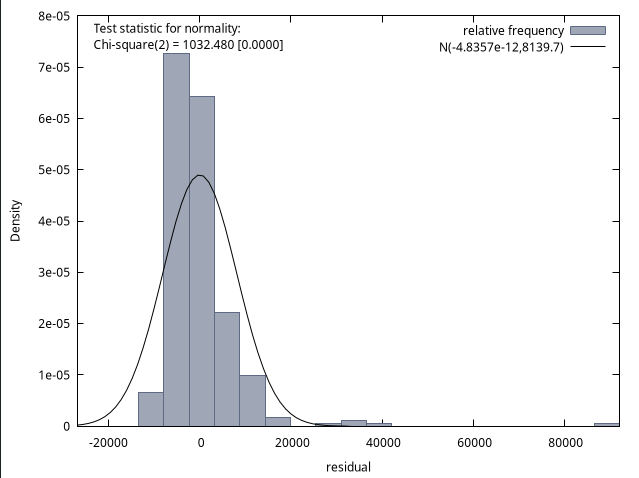 Test statistic for normality:
Chi-square(2) = 1032.480 [0.0000]
relative frequency
N(-4.8357e-12,8139.7)
8e-05
7e-05
6e-05
5e-05
4e-05
3e-05
2e-05
1e-05
0
Density
-20000
0
20000
40000
60000
80000
residual